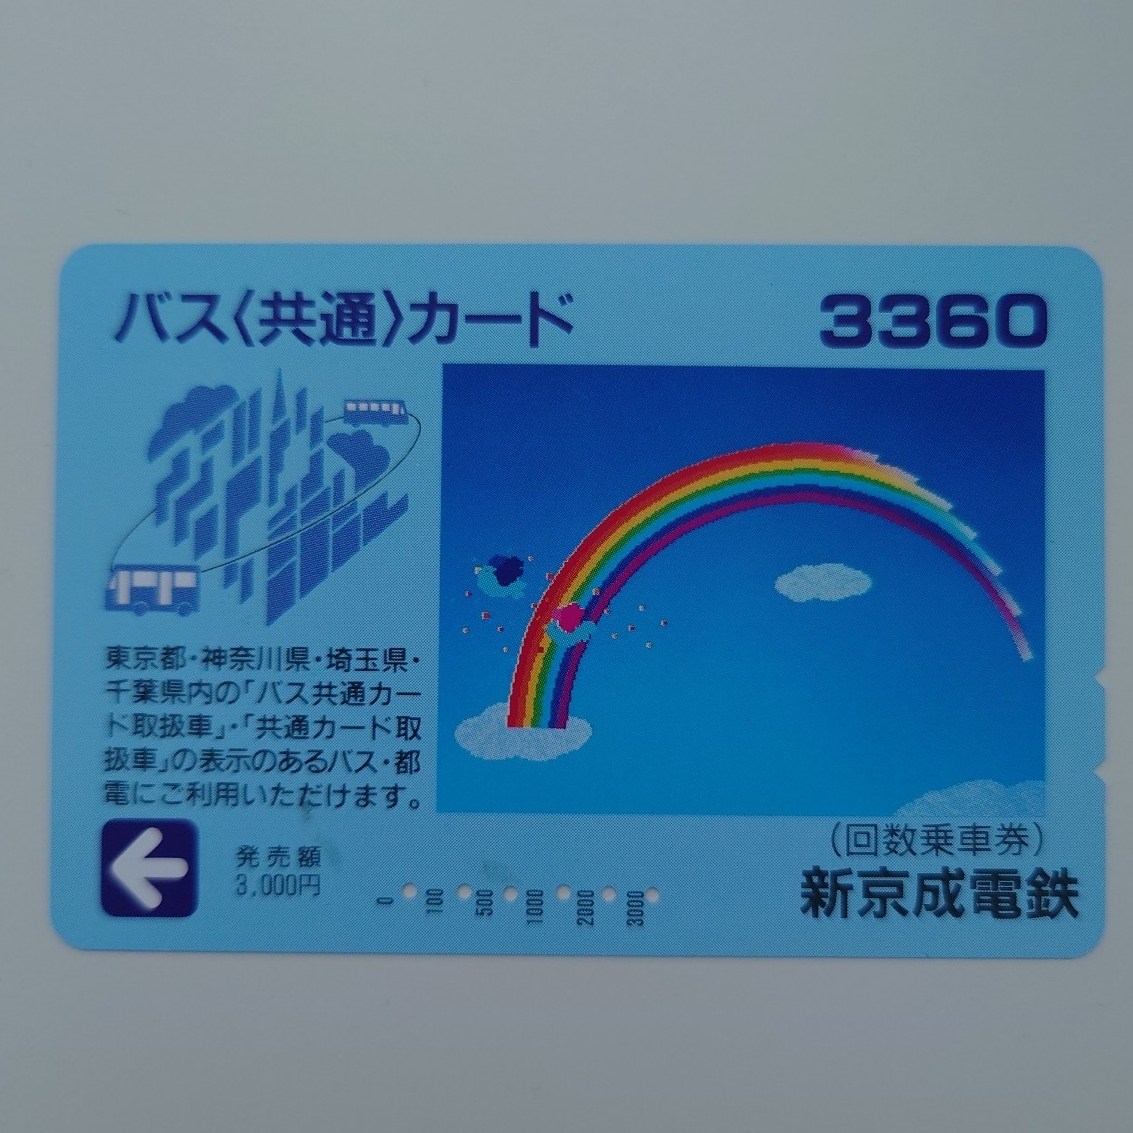 バス〈共通〉カード
3360
東京都・神奈川県・埼玉県・
千葉県内の「バス共通カー
ド取扱車」・「共通カード取
扱車」の表示のあるバス・都
電にご利用いただけます。
発売額
3,000円
0 100 500 1000 2000 3000
（回数乗車券）
新京成電鉄